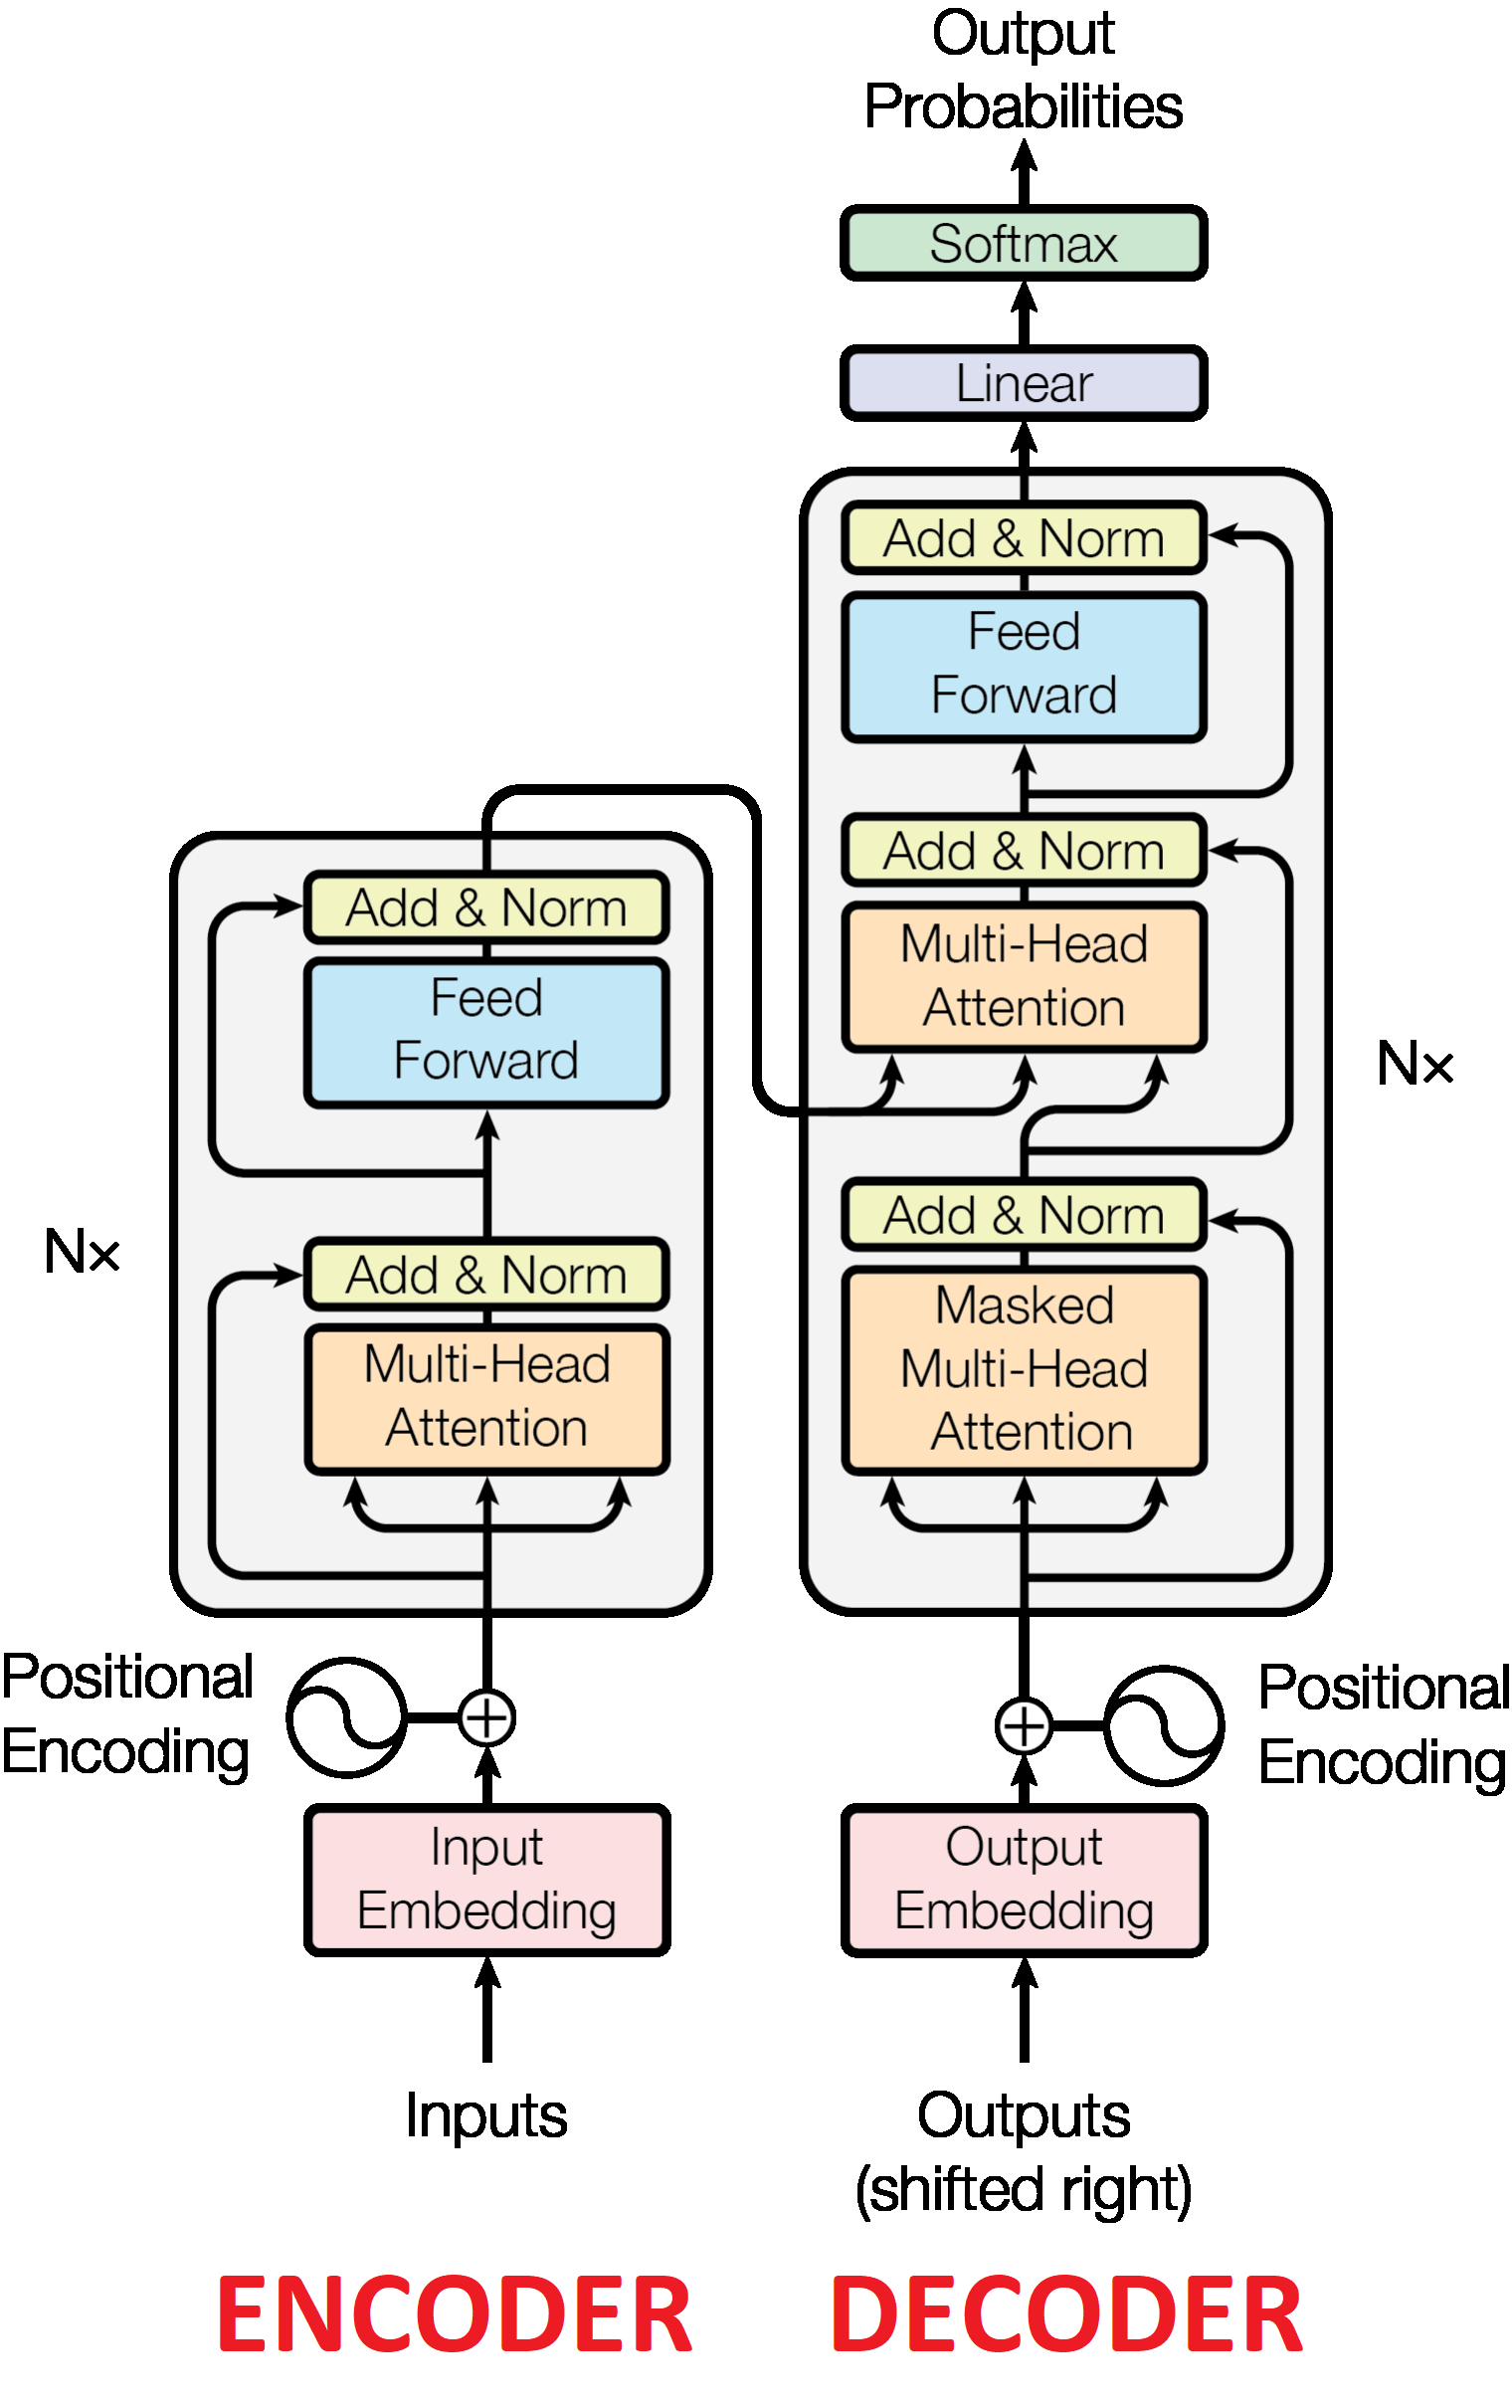 Output
Probabilities
Softmax
Linear
Add & Norm
Feed
Forward
Add & Norm
Multi-Head
Attention
Nx
Add & Norm
Masked
Multi-Head
Attention
Add & Norm
Feed
Forward
Nx
Add & Norm
Multi-Head
Attention
Positional
Encoding
Positional
Encoding
Input
Embedding
Output
Embedding
Inputs
Outputs
(shifted right)
ENCODER
DECODER